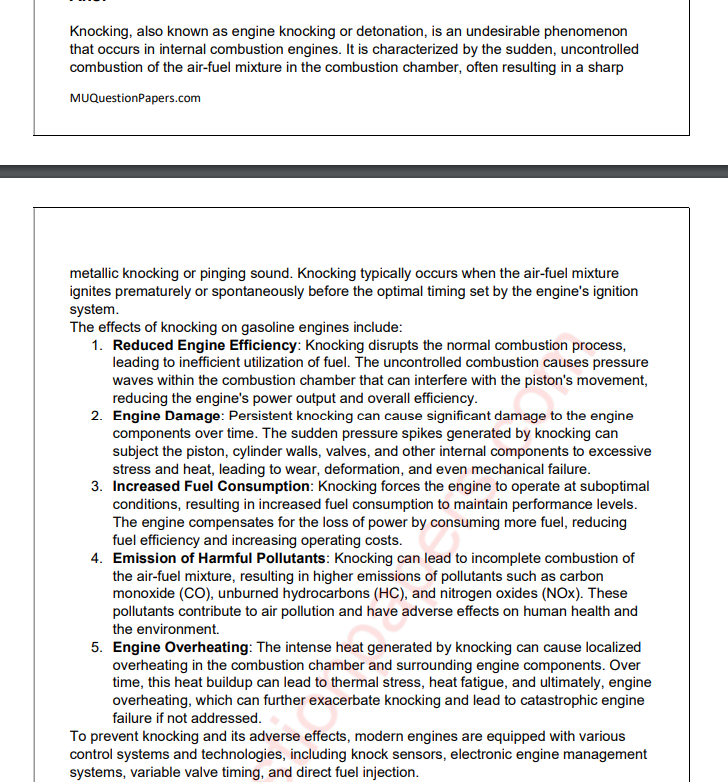 Knocking, also known as engine knocking or detonation, is an undesirable phenomenon
that occurs in internal combustion engines. It is characterized by the sudden, uncontrolled
combustion of the air-fuel mixture in the combustion chamber, often resulting in a sharp
MUQuestionPapers.com
metallic knocking or pinging sound. Knocking typically occurs when the air-fuel mixture
ignites prematurely or spontaneously before the optimal timing set by the engine's ignition
system.
The effects of knocking on gasoline engines include:
1. Reduced Engine Efficiency: Knocking disrupts the normal combustion process,
leading to inefficient utilization of fuel. The uncontrolled combustion causes pressure
waves within the combustion chamber that can interfere with the piston's movement,
reducing the engine's power output and overall efficiency.
2. Engine Damage: Persistent knocking can cause significant damage to the engine
components over time. The sudden pressure spikes generated by knocking can
subject the piston, cylinder walls, valves, and other internal components to excessive
stress and heat, leading to wear, deformation, and even mechanical failure.
3. Increased Fuel Consumption: Knocking forces the engine to operate at suboptimal
conditions, resulting in increased fuel consumption to maintain performance levels.
The engine compensates for the loss of power by consuming more fuel, reducing
fuel efficiency and increasing operating costs.
4. Emission of Harmful Pollutants: Knocking can lead to incomplete combustion of
the air-fuel mixture, resulting in higher emissions of pollutants such as carbon
monoxide (CO), unburned hydrocarbons (HC), and nitrogen oxides (NOx). These
pollutants contribute to air pollution and have adverse effects on human health and
the environment.
5. Engine Overheating: The intense heat generated by knocking can cause localized
overheating in the combustion chamber and surrounding engine components. Over
time, this heat buildup can lead to thermal stress, heat fatigue, and ultimately, engine
overheating, which can further exacerbate knocking and lead to catastrophic engine
failure if not addressed.
To prevent knocking and its adverse effects, modern engines are equipped with various
control systems and technologies, including knock sensors, electronic engine management
systems, variable valve timing, and direct fuel injection.
stionpapers.com